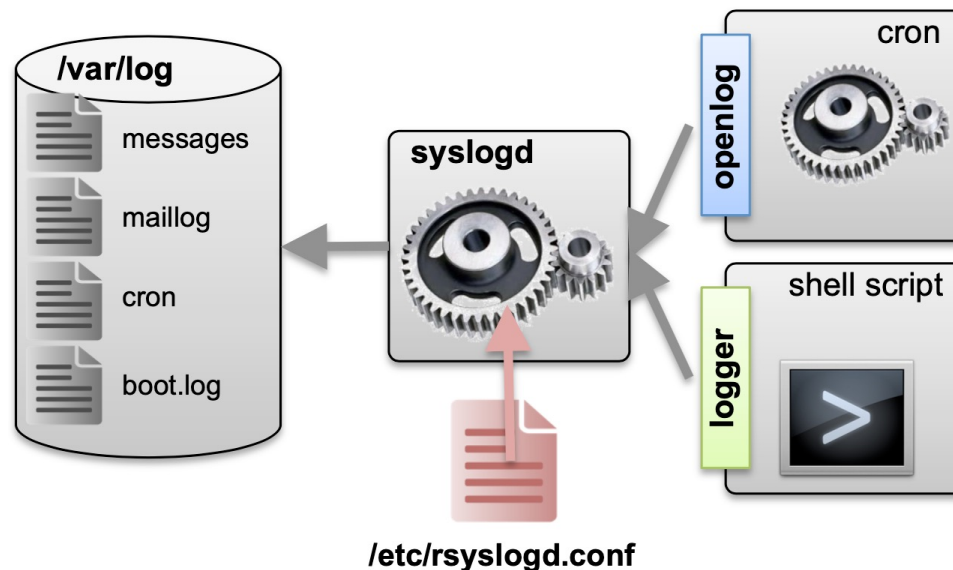 /var/log
messages
maillog
cron
boot.log
syslogd
/etc/rsyslogd.conf
openlog
cron
logger
shell script